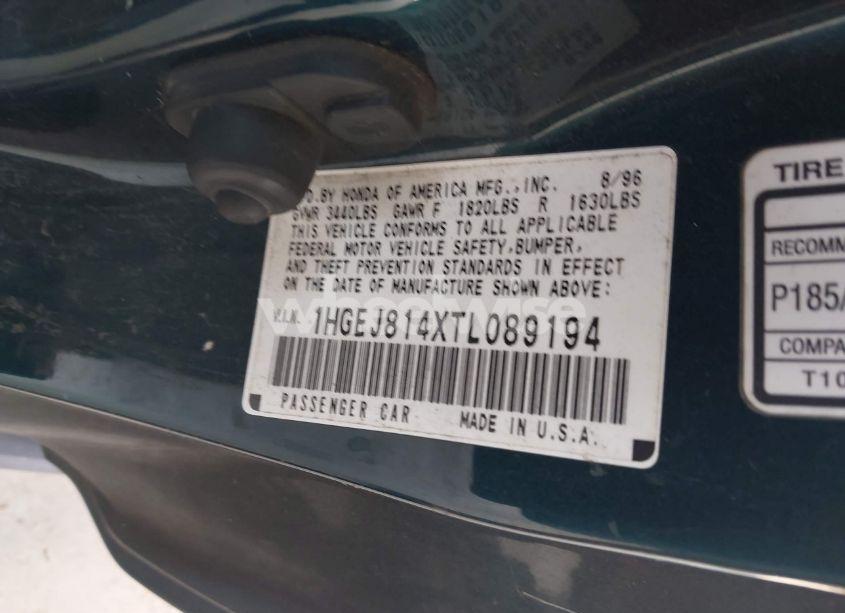 MFD.BY HONDA OF AMERICA MFG.,INC. 8/96
GVWR 3440LBS GAWR F 1820LBS R 1630LBS
THIS VEHICLE CONFORMS TO ALL APPLICABLE
FEDERAL MOTOR VEHICLE SAFETY,BUMPER,
AND THEFT PREVENTION STANDARDS IN EFFECT
ON THE DATE OF MANUFACTURE SHOWN ABOVE:
V.I.N. 1HGEJ814XTL089194
PASSENGER CAR MADE IN U.S.A.
TIRE
RECOMM
P185/
COMPA
T10
wheelwise